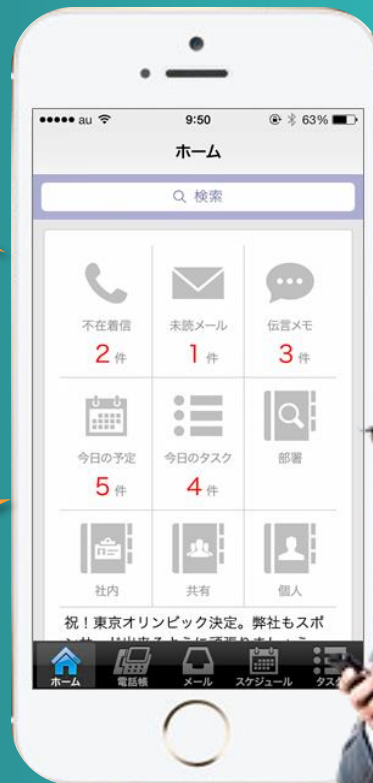 au 9:50 63%
ホーム
検索
不在着信 未読メール 伝言メモ
2 件 1 件 3 件
今日の予定 今日のタスク 部署
5 件 4 件
社内 共有 個人
祝！東京オリンピック決定。弊社もスポ
ホーム 電話帳 メール スケジュール